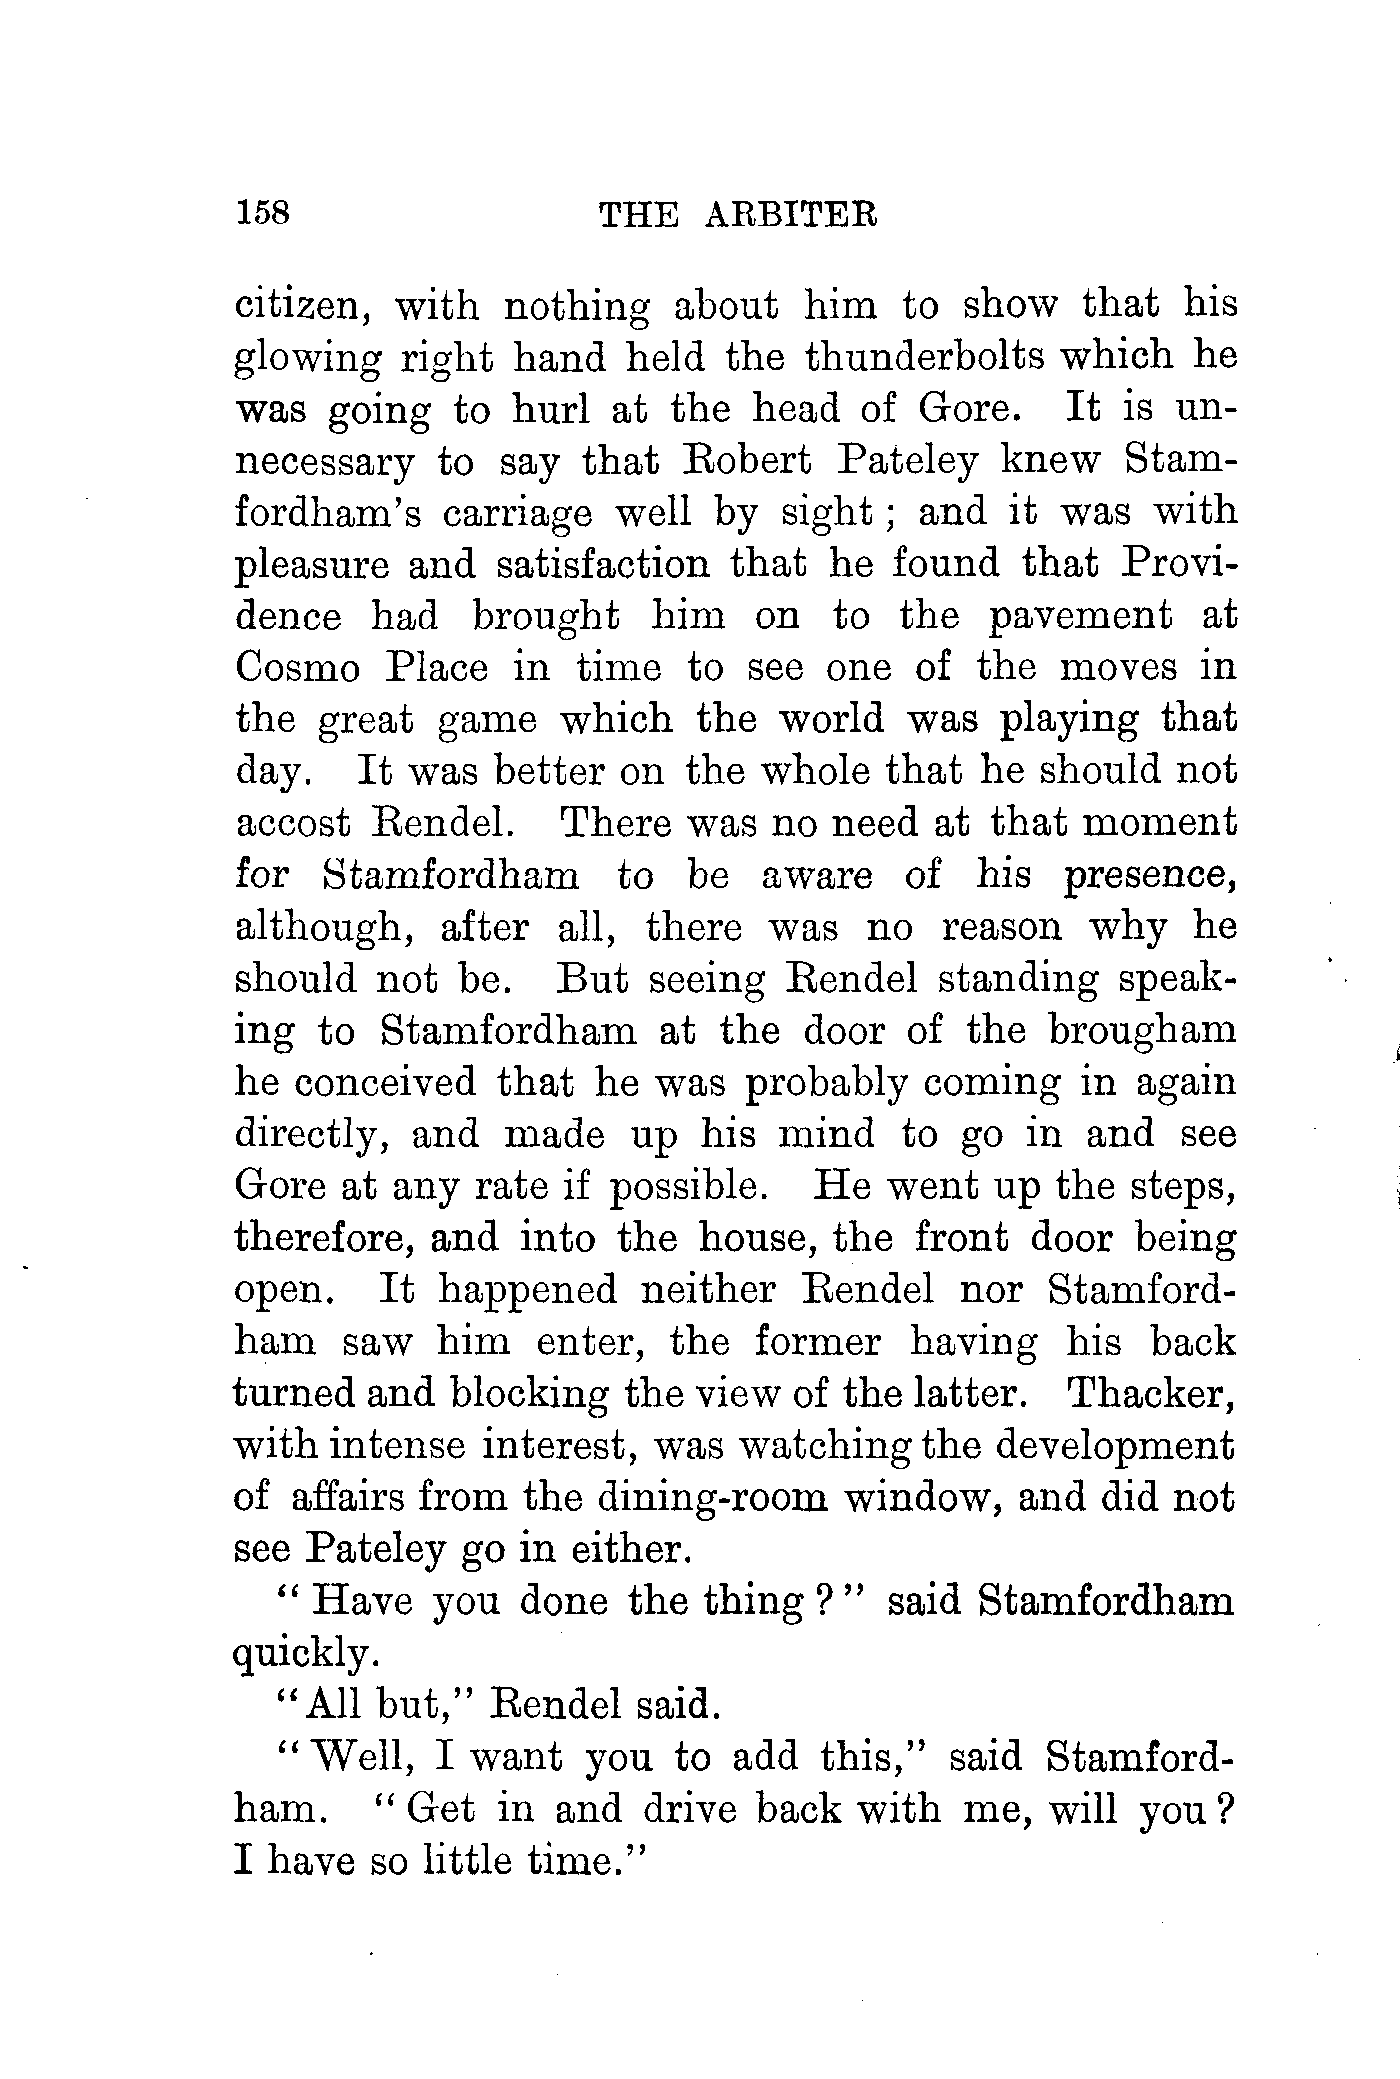 158 THE ARBITER
citizen, with nothing about him to show that his
glowing right hand held the thunderbolts which he
was going to hurl at the head of Gore. It is un-
necessary to say that Robert Pateley knew Stam-
fordham's carriage well by sight ; and it was with
pleasure and satisfaction that he found that Provi-
dence had brought him on to the pavement at
Cosmo Place in time to see one of the moves in
the great game which the world was playing that
day. It was better on the whole that he should not
accost Rendel. There was no need at that moment
for Stamfordham to be aware of his presence,
although, after all, there was no reason why he
should not be. But seeing Rendel standing speak-
ing to Stamfordham at the door of the brougham
he conceived that he was probably coming in again
directly, and made up his mind to go in and see
Gore at any rate if possible. He went up the steps,
therefore, and into the house, the front door being
open. It happened neither Rendel nor Stamford-
ham saw him enter, the former having his back
turned and blocking the view of the latter. Thacker,
with intense interest, was watching the development
of affairs from the dining-room window, and did not
see Pateley go in either.
“ Have you done the thing ? ” said Stamfordham
quickly.
“ All but,” Rendel said.
“ Well, I want you to add this,” said Stamford-
ham. “ Get in and drive back with me, will you ?
I have so little time.”